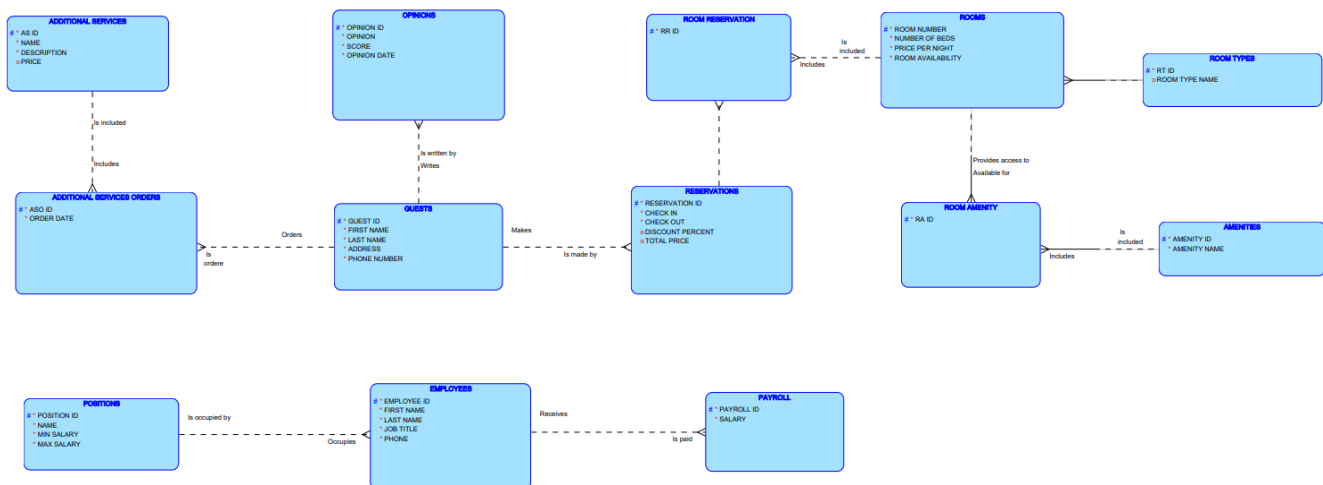 ADDITIONAL SERVICES
# * AS ID
* NAME
* DESCRIPTION
o PRICE
OPINIONS
# * OPINION ID
* OPINION
* SCORE
* OPINION DATE
ROOM RESERVATION
# * RR ID
ROOMS
# * ROOM NUMBER
* NUMBER OF BEDS
* PRICE PER NIGHT
* ROOM AVAILABILITY
ROOM TYPES
# * RT ID
o ROOM TYPE NAME
Is
included
Includes
Is included
Includes
Is written by
Writes
Provides access to
Available for
ADDITIONAL SERVICES ORDERS
# * ASO ID
* ORDER DATE
Orders
Is
ordere
GUESTS
# * GUEST ID
* FIRST NAME
* LAST NAME
* ADDRESS
* PHONE NUMBER
Makes
Is made by
RESERVATIONS
# * RESERVATION ID
* CHECK IN
* CHECK OUT
o DISCOUNT PERCENT
o TOTAL PRICE
ROOM AMENITY
# * RA ID
Is
included
Includes
AMENITIES
# * AMENITY ID
* AMENITY NAME
POSITIONS
# * POSITION ID
* NAME
* MIN SALARY
* MAX SALARY
Is occupied by
Occupies
EMPLOYEES
# * EMPLOYEE ID
* FIRST NAME
* LAST NAME
* JOB TITLE
* PHONE
Receives
Is paid
PAYROLL
# * PAYROLL ID
* SALARY